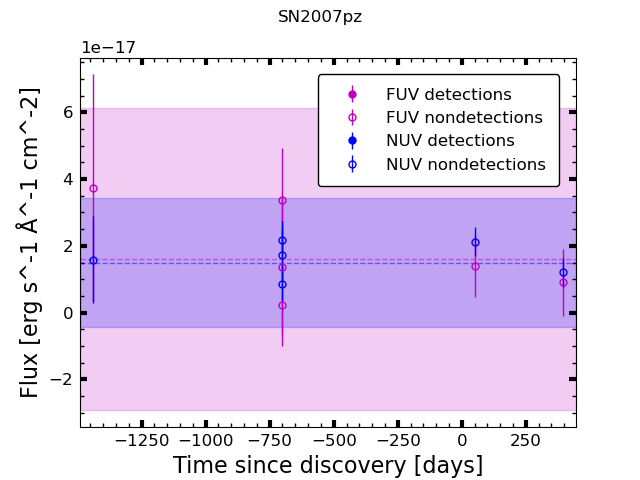 SN2007pz
1e−17
FUV detections
FUV nondetections
NUV detections
NUV nondetections
6
4
2
0
−2
Flux [erg s^-1 Å^-1 cm^-2]
−1250 −1000 −750 −500 −250 0 250
Time since discovery [days]